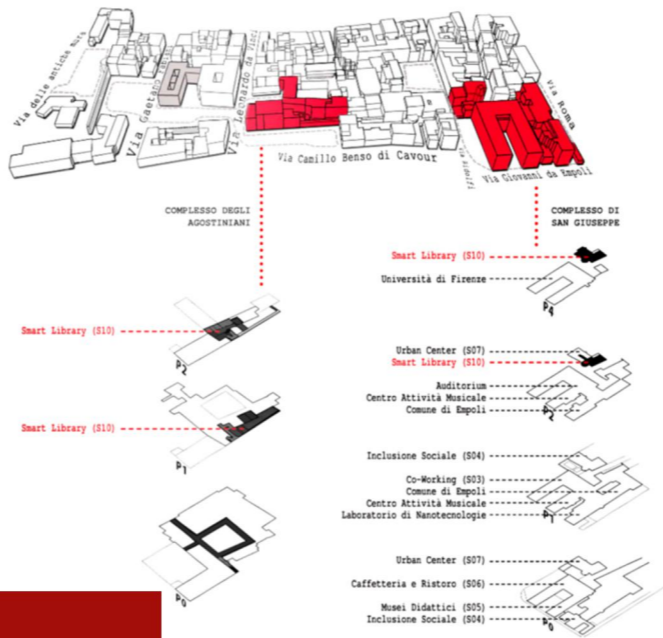 Via delle antiche mura
Via Gaetano
Via Leonardo da Vinci
Via Camillo Benso di Cavour
via Ridolfi
Via Giovanni da Empoli
via Roma
COMPLESSO DEGLI
AGOSTINIANI
Smart Library (S10)
P2
Smart Library (S10)
P1
P0
COMPLESSO DI
SAN GIUSEPPE
Smart Library (S10)
Università di Firenze
P4
Urban Center (S07)
Smart Library (S10)
Auditorium
Centro Attività Musicale
Comune di Empoli
P2
Inclusione Sociale (S04)
Co-Working (S03)
Comune di Empoli
Centro Attività Musicale
Laboratorio di Nanotecnologie
P1
Urban Center (S07)
Caffetteria e Ristoro (S06)
Musei Didattici (S05)
Inclusione Sociale (S04)
P0